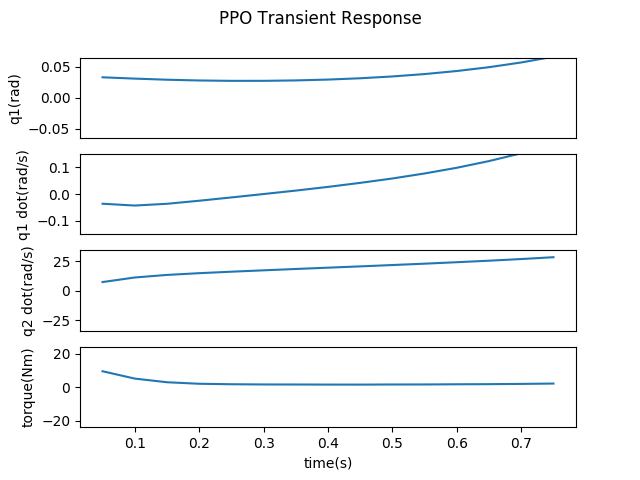 PPO Transient Response
q1(rad)
0.05
0.00
−0.05
q1 dot(rad/s)
0.1
0.0
−0.1
q2 dot(rad/s)
25
0
−25
torque(Nm)
20
0
−20
0.1 0.2 0.3 0.4 0.5 0.6 0.7
time(s)